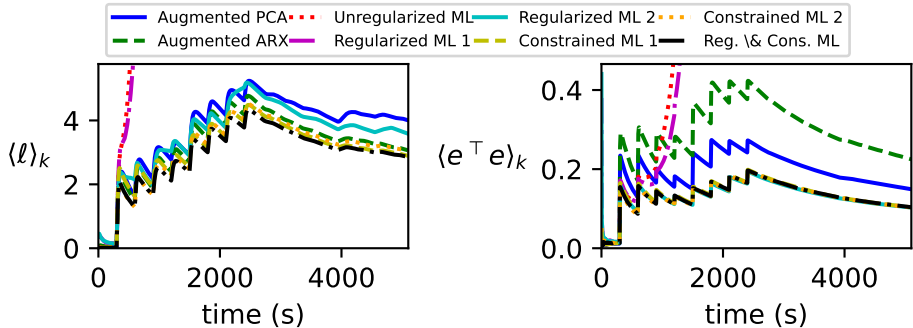 Augmented PCA Unregularized ML Regularized ML 2 Constrained ML 2
Augmented ARX Regularized ML 1 Constrained ML 1 Reg. \& Cons. ML
⟨ℓ⟩k
4
2
0
0 2000 4000
time (s)
⟨e⊤e⟩k
0.4
0.2
0.0
0 2000 4000
time (s)